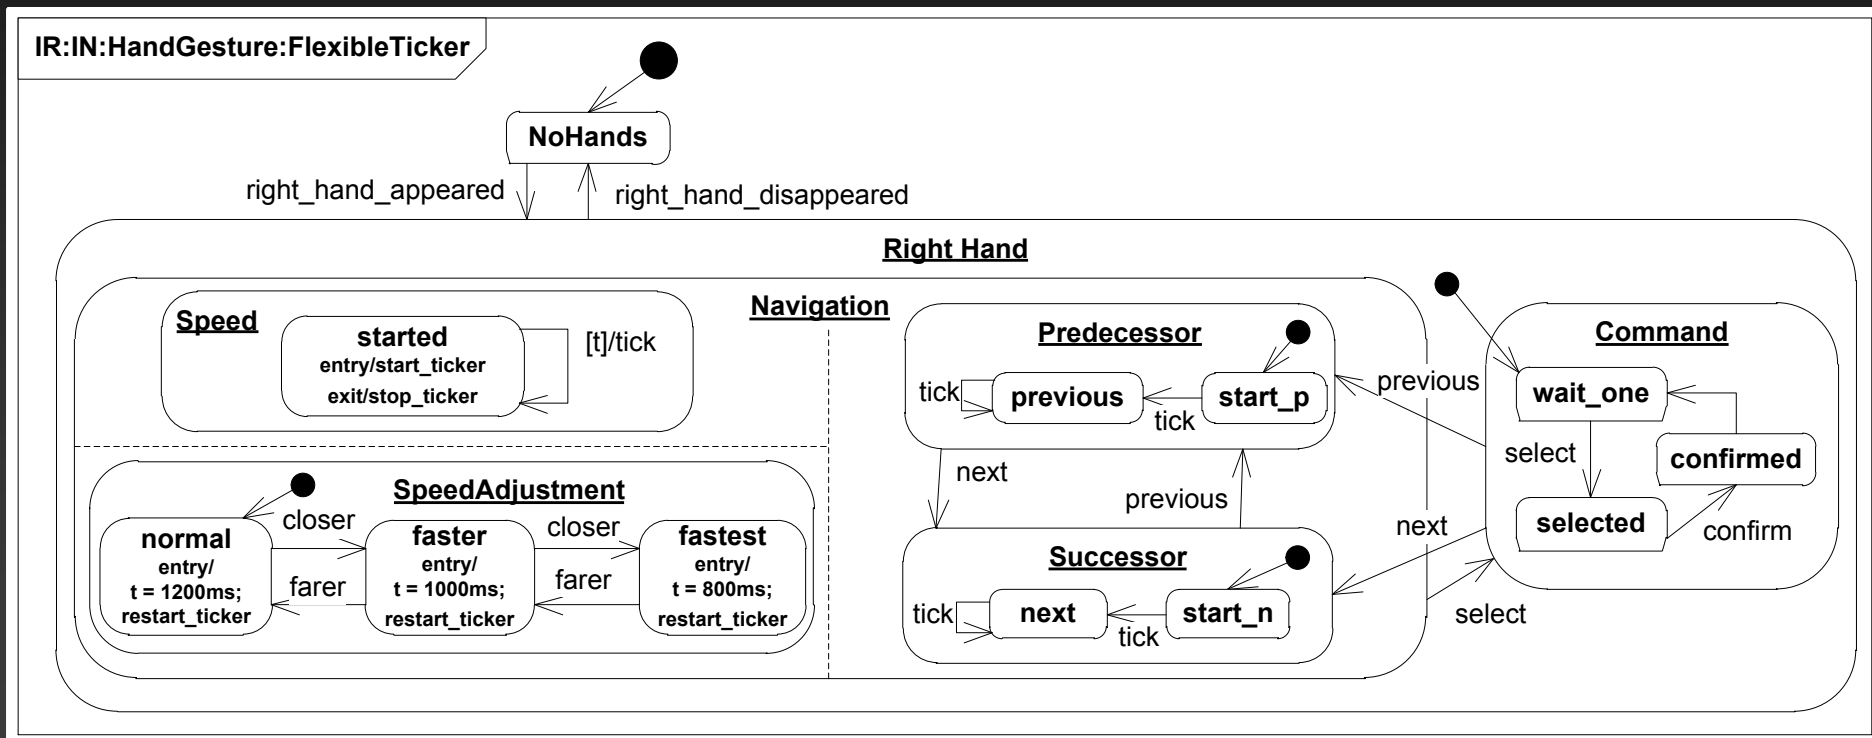 IR:IN:HandGesture:FlexibleTicker
NoHands
right_hand_appeared
right_hand_disappeared
Right Hand
Speed
started
entry/start_ticker
exit/stop_ticker
[t]/tick
Navigation
SpeedAdjustment
normal
entry/
t = 1200ms;
restart_ticker
closer
farer
faster
entry/
t = 1000ms;
restart_ticker
closer
farer
fastest
entry/
t = 800ms;
restart_ticker
Predecessor
tick
previous
tick
start_p
next
previous
Successor
tick
next
tick
start_n
previous
next
select
Command
wait_one
select
confirmed
selected
confirm